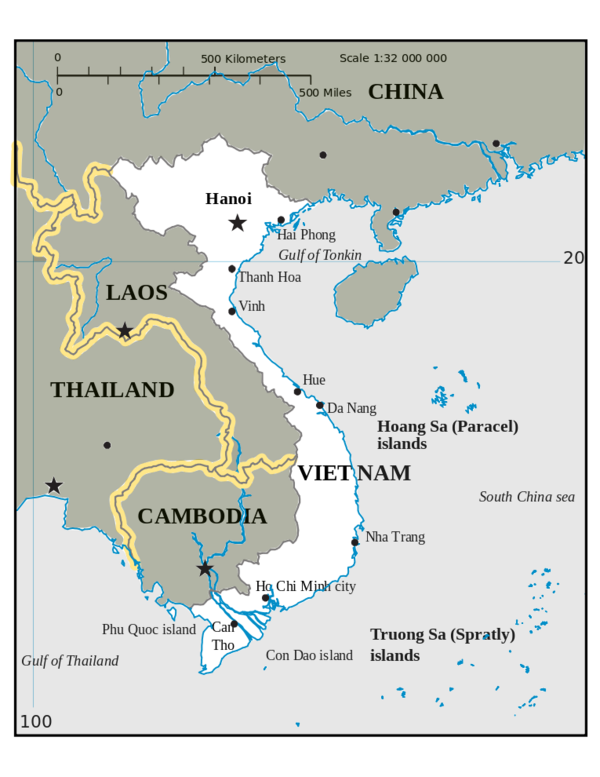 0
500 Kilometers
Scale 1:32 000 000
0
500 Miles
CHINA
Hanoi
Hai Phong
Gulf of Tonkin
20
Thanh Hoa
LAOS
Vinh
Hue
THAILAND
Da Nang
Hoang Sa (Paracel)
islands
VIET NAM
South China sea
CAMBODIA
Nha Trang
Ho Chi Minh city
Phu Quoc island
Can
Tho
Truong Sa (Spratly)
islands
Con Dao island
Gulf of Thailand
100